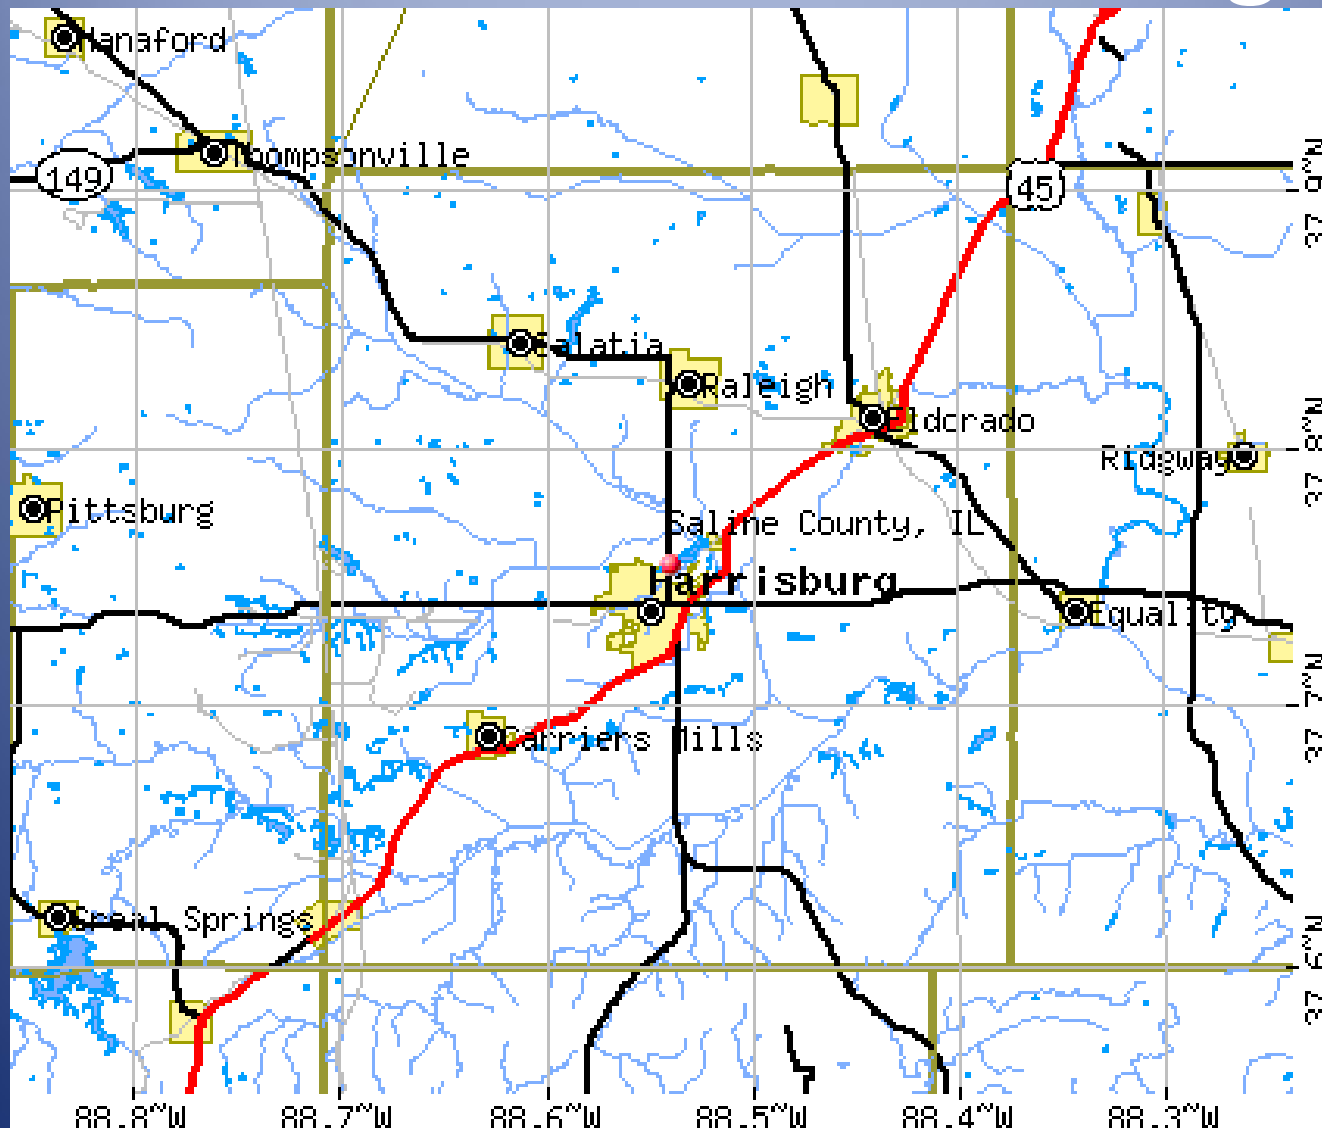 Hanaford
Thompsonville
149
45
Galatia
Raleigh
Eldorado
Ridgway
Pittsburg
Saline County, IL
Harrisburg
Equality
Carriers Mills
Creal Springs
37.9~N
37.8~N
37.7~N
37.6~N
88.8~W
88.7~W
88.6~W
88.5~W
88.4~W
88.3~W